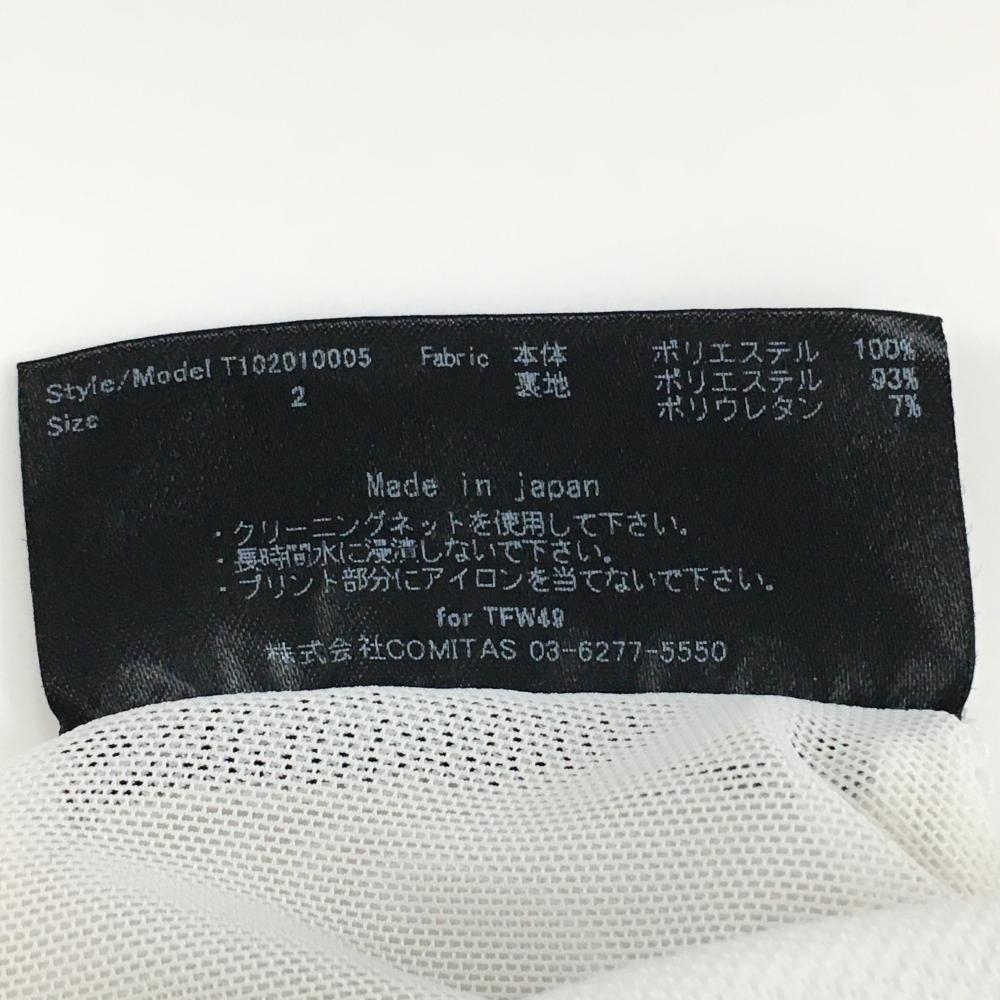 Style/Model T102010005 Fabric 本体 ポリエステル 100%
Size 2 裏地 ポリエステル 93%
ポリウレタン 7%
Made in japan
・クリーニングネットを使用して下さい。
・長時間水に浸漬しないで下さい。
・プリント部分にアイロンを当てないで下さい。
for TFW49
株式会社COMITAS 03-6277-5550